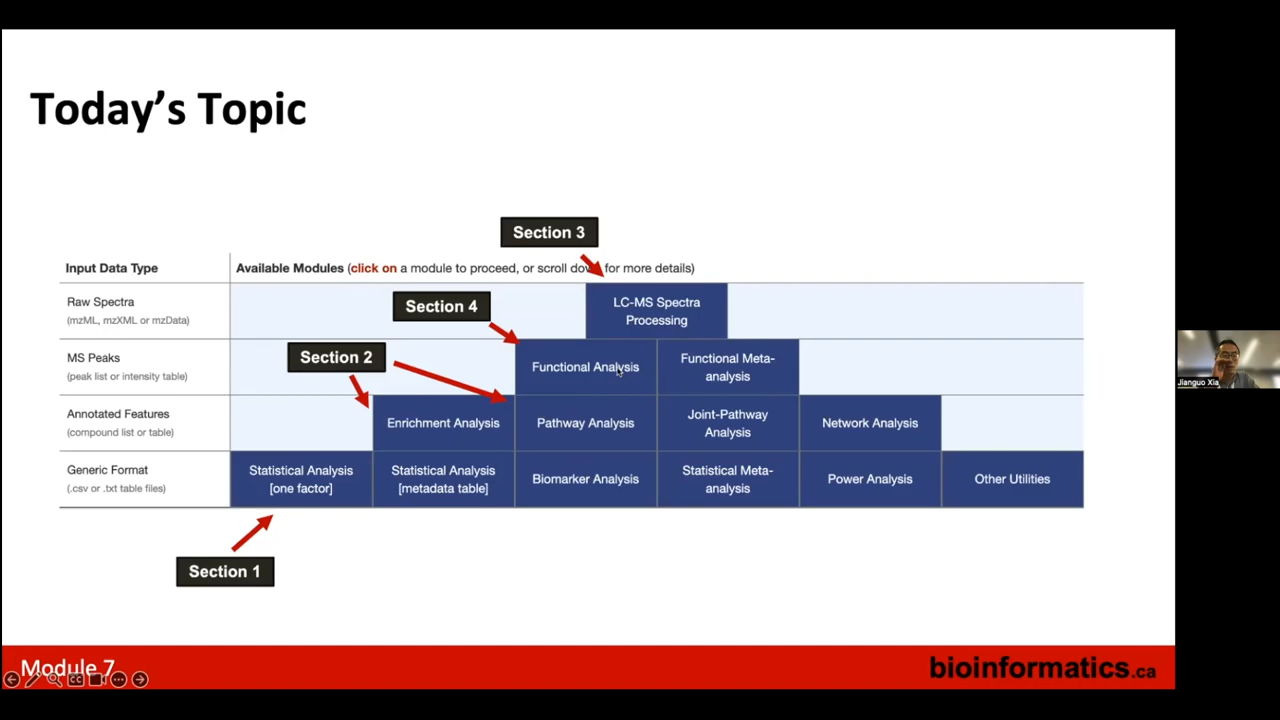 Today's Topic
Section 3
Input Data Type
Available Modules (click on a module to proceed, or scroll down for more details)
Raw Spectra
(mzML, mzXML or mzData)
Section 4
LC-MS Spectra
Processing
MS Peaks
(peak list or intensity table)
Section 2
Functional Analysis
Functional Meta-
analysis
Annotated Features
(compound list or table)
Enrichment Analysis
Pathway Analysis
Joint-Pathway
Analysis
Network Analysis
Generic Format
(.csv or .txt table files)
Statistical Analysis
[one factor]
Statistical Analysis
[metadata table]
Biomarker Analysis
Statistical Meta-
analysis
Power Analysis
Other Utilities
Section 1
Module 7
bioinformatics.ca
Jianguo Xia